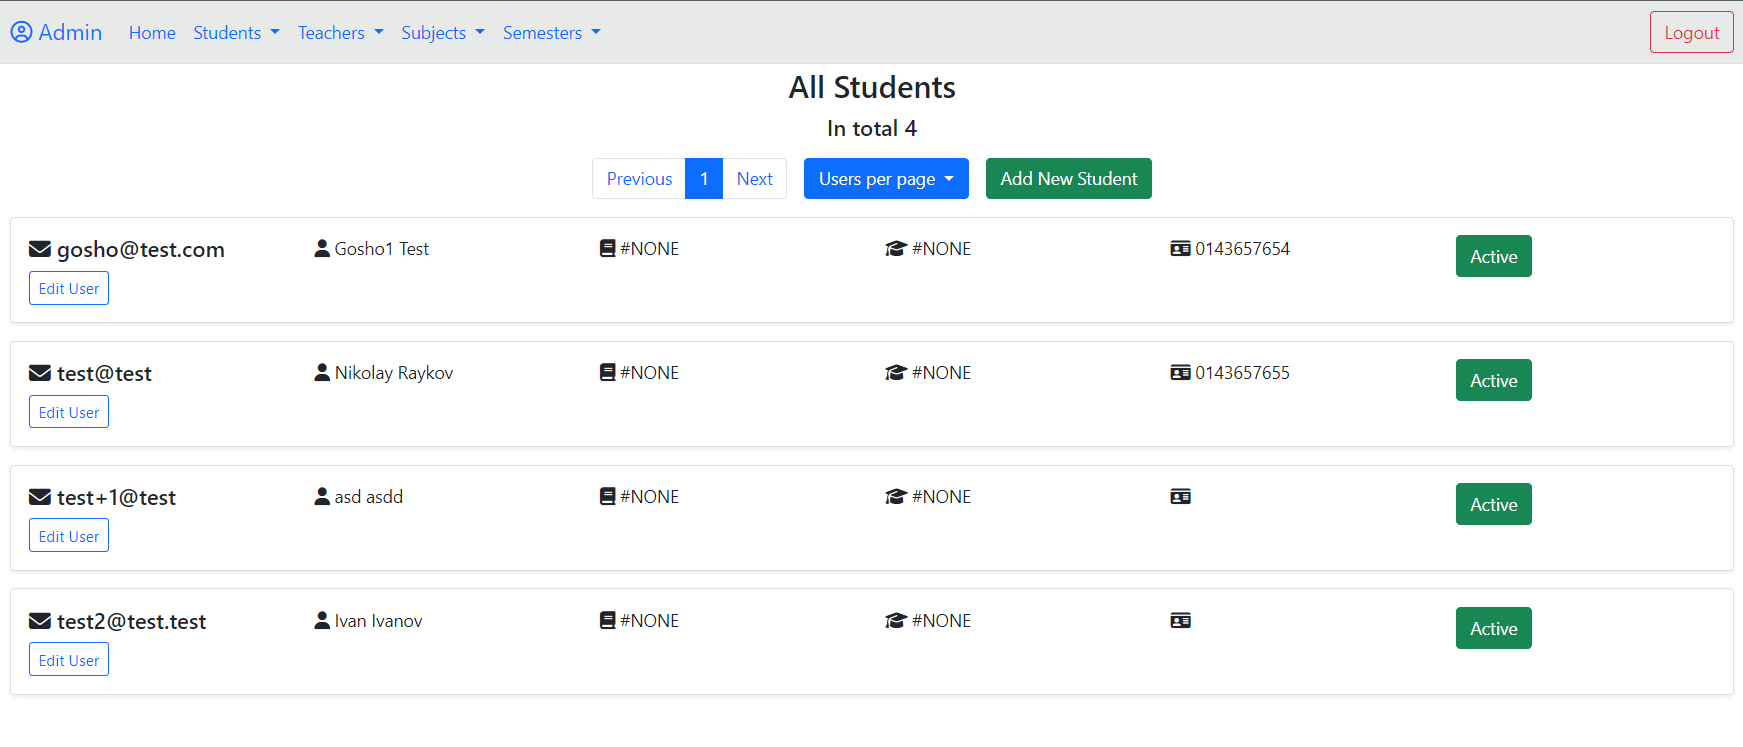 Admin Home Students Teachers Subjects Semesters Logout
All Students
In total 4
Previous 1 Next Users per page Add New Student
gosho@test.com Gosho1 Test #NONE #NONE 0143657654 Active
Edit User
test@test Nikolay Raykov #NONE #NONE 0143657655 Active
Edit User
test+1@test asd asdd #NONE #NONE Active
Edit User
test2@test.test Ivan Ivanov #NONE #NONE Active
Edit User